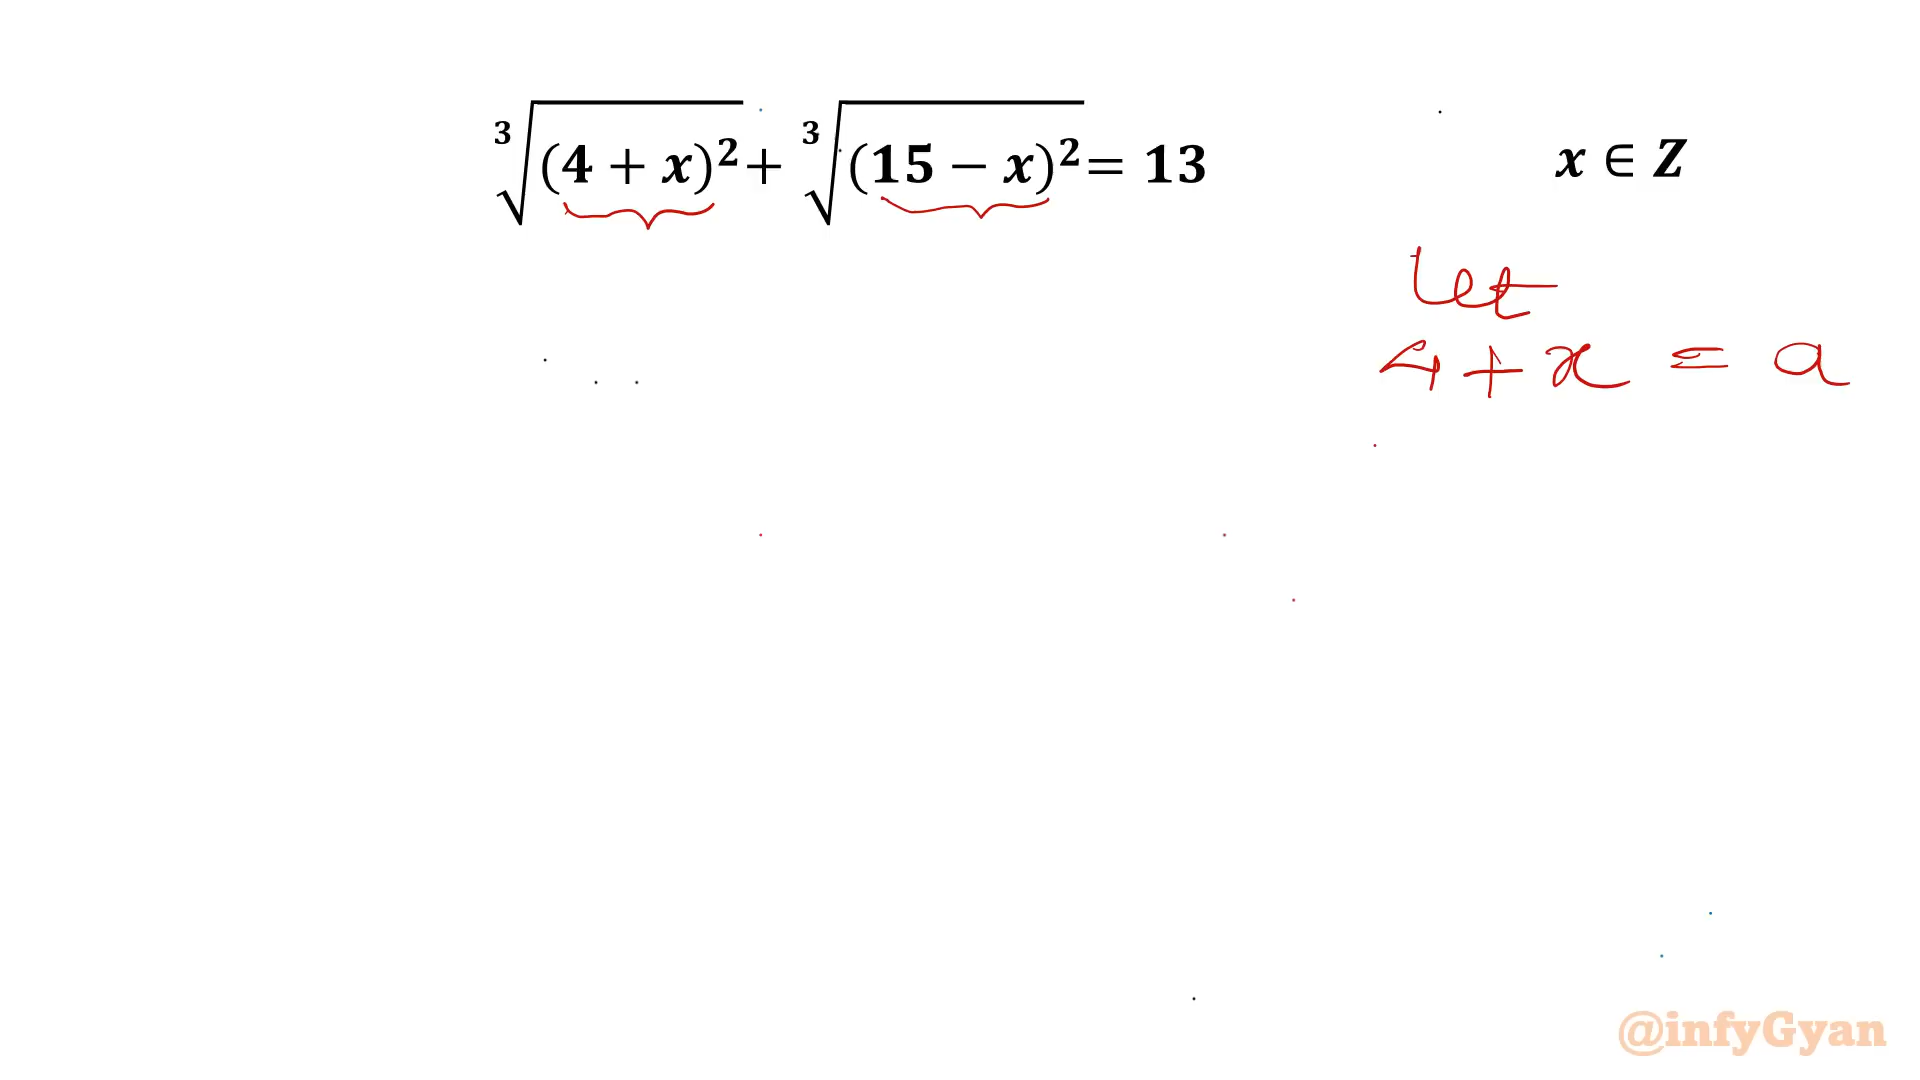 ∛(4 + x)² + ∛(15 − x)² = 13
x ∈ Z
let
4 + x = a
@infyGyan